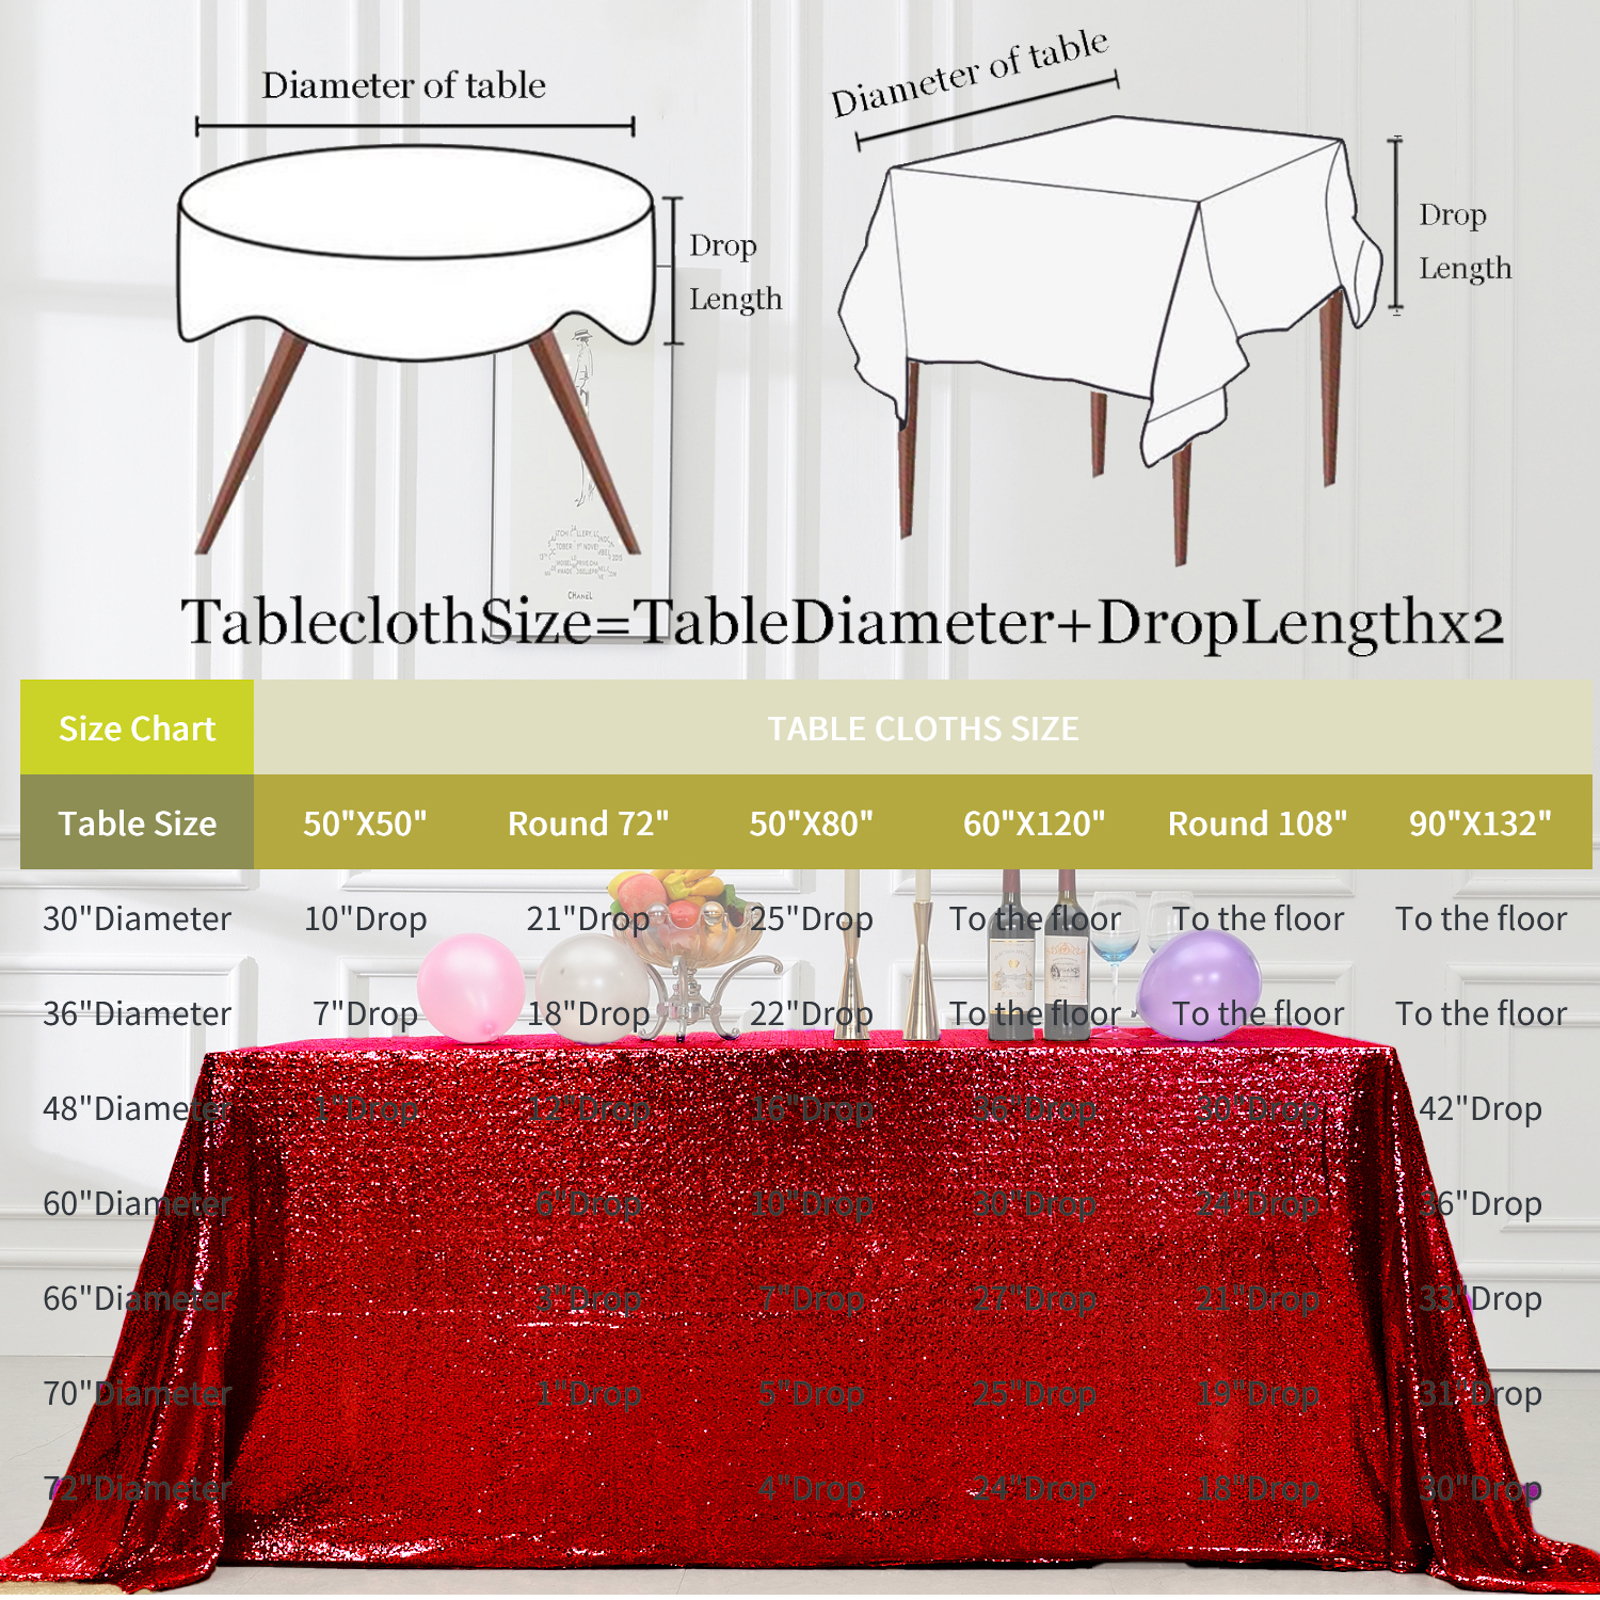 Diameter of table
Diameter of table
Drop
Length
Drop
Length
CHANEL
TableclothSize=TableDiameter+DropLengthx2
Size Chart TABLE CLOTHS SIZE
Table Size 50"X50" Round 72" 50"X80" 60"X120" Round 108" 90"X132"
30"Diameter 10"Drop 21"Drop 25"Drop To the floor To the floor To the floor
36"Diameter 7"Drop 18"Drop 22"Drop To the floor To the floor To the floor
48"Diameter 1"Drop 12"Drop 16"Drop 36"Drop 30"Drop 42"Drop
60"Diameter 6"Drop 10"Drop 30"Drop 24"Drop 36"Drop
66"Diameter 3"Drop 7"Drop 27"Drop 21"Drop 33"Drop
70"Diameter 1"Drop 5"Drop 25"Drop 19"Drop 31"Drop
72"Diameter 4"Drop 24"Drop 18"Drop 30"Drop